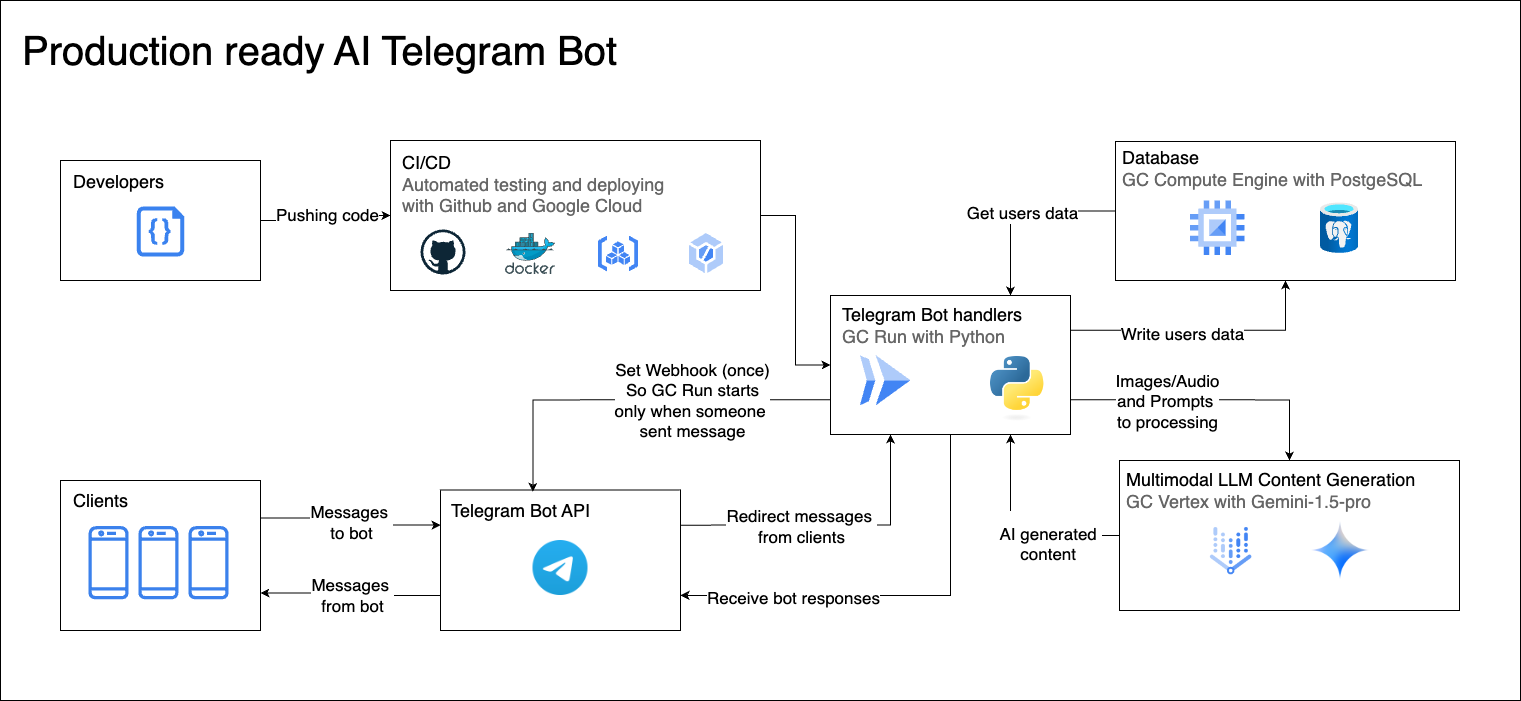 Production ready AI Telegram Bot
Developers
Pushing code
CI/CD
Automated testing and deploying
with Github and Google Cloud
docker
Database
GC Compute Engine with PostgeSQL
Get users data
Write users data
Telegram Bot handlers
GC Run with Python
Set Webhook (once)
So GC Run starts
only when someone
sent message
Images/Audio
and Prompts
to processing
Multimodal LLM Content Generation
GC Vertex with Gemini-1.5-pro
AI generated
content
Clients
Messages
to bot
Messages
from bot
Telegram Bot API
Redirect messages
from clients
Receive bot responses